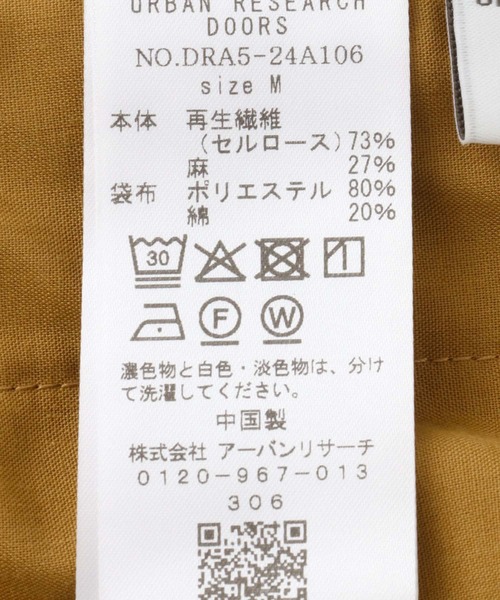 URBAN RESEARCH
DOORS
NO.DRA5-24A106
size M
本体 再生繊維
(セルロース)73%
麻 27%
袋布 ポリエステル 80%
綿 20%
30
1
F W
濃色物と白色・淡色物は、分け
て洗濯してください。
中国製
株式会社 アーバンリサーチ
0120-967-013
306